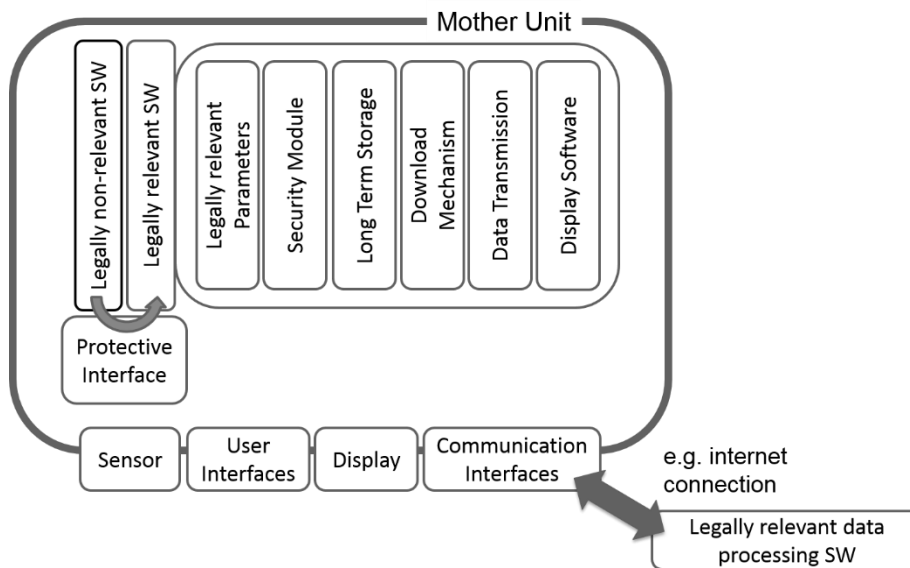 Mother Unit
Legally non-relevant SW
Legally relevant SW
Legally relevant
Parameters
Security Module
Long Term Storage
Download
Mechanism
Data Transmission
Display Software
Protective
Interface
Sensor
User
Interfaces
Display
Communication
Interfaces
e.g. internet
connection
Legally relevant data
processing SW